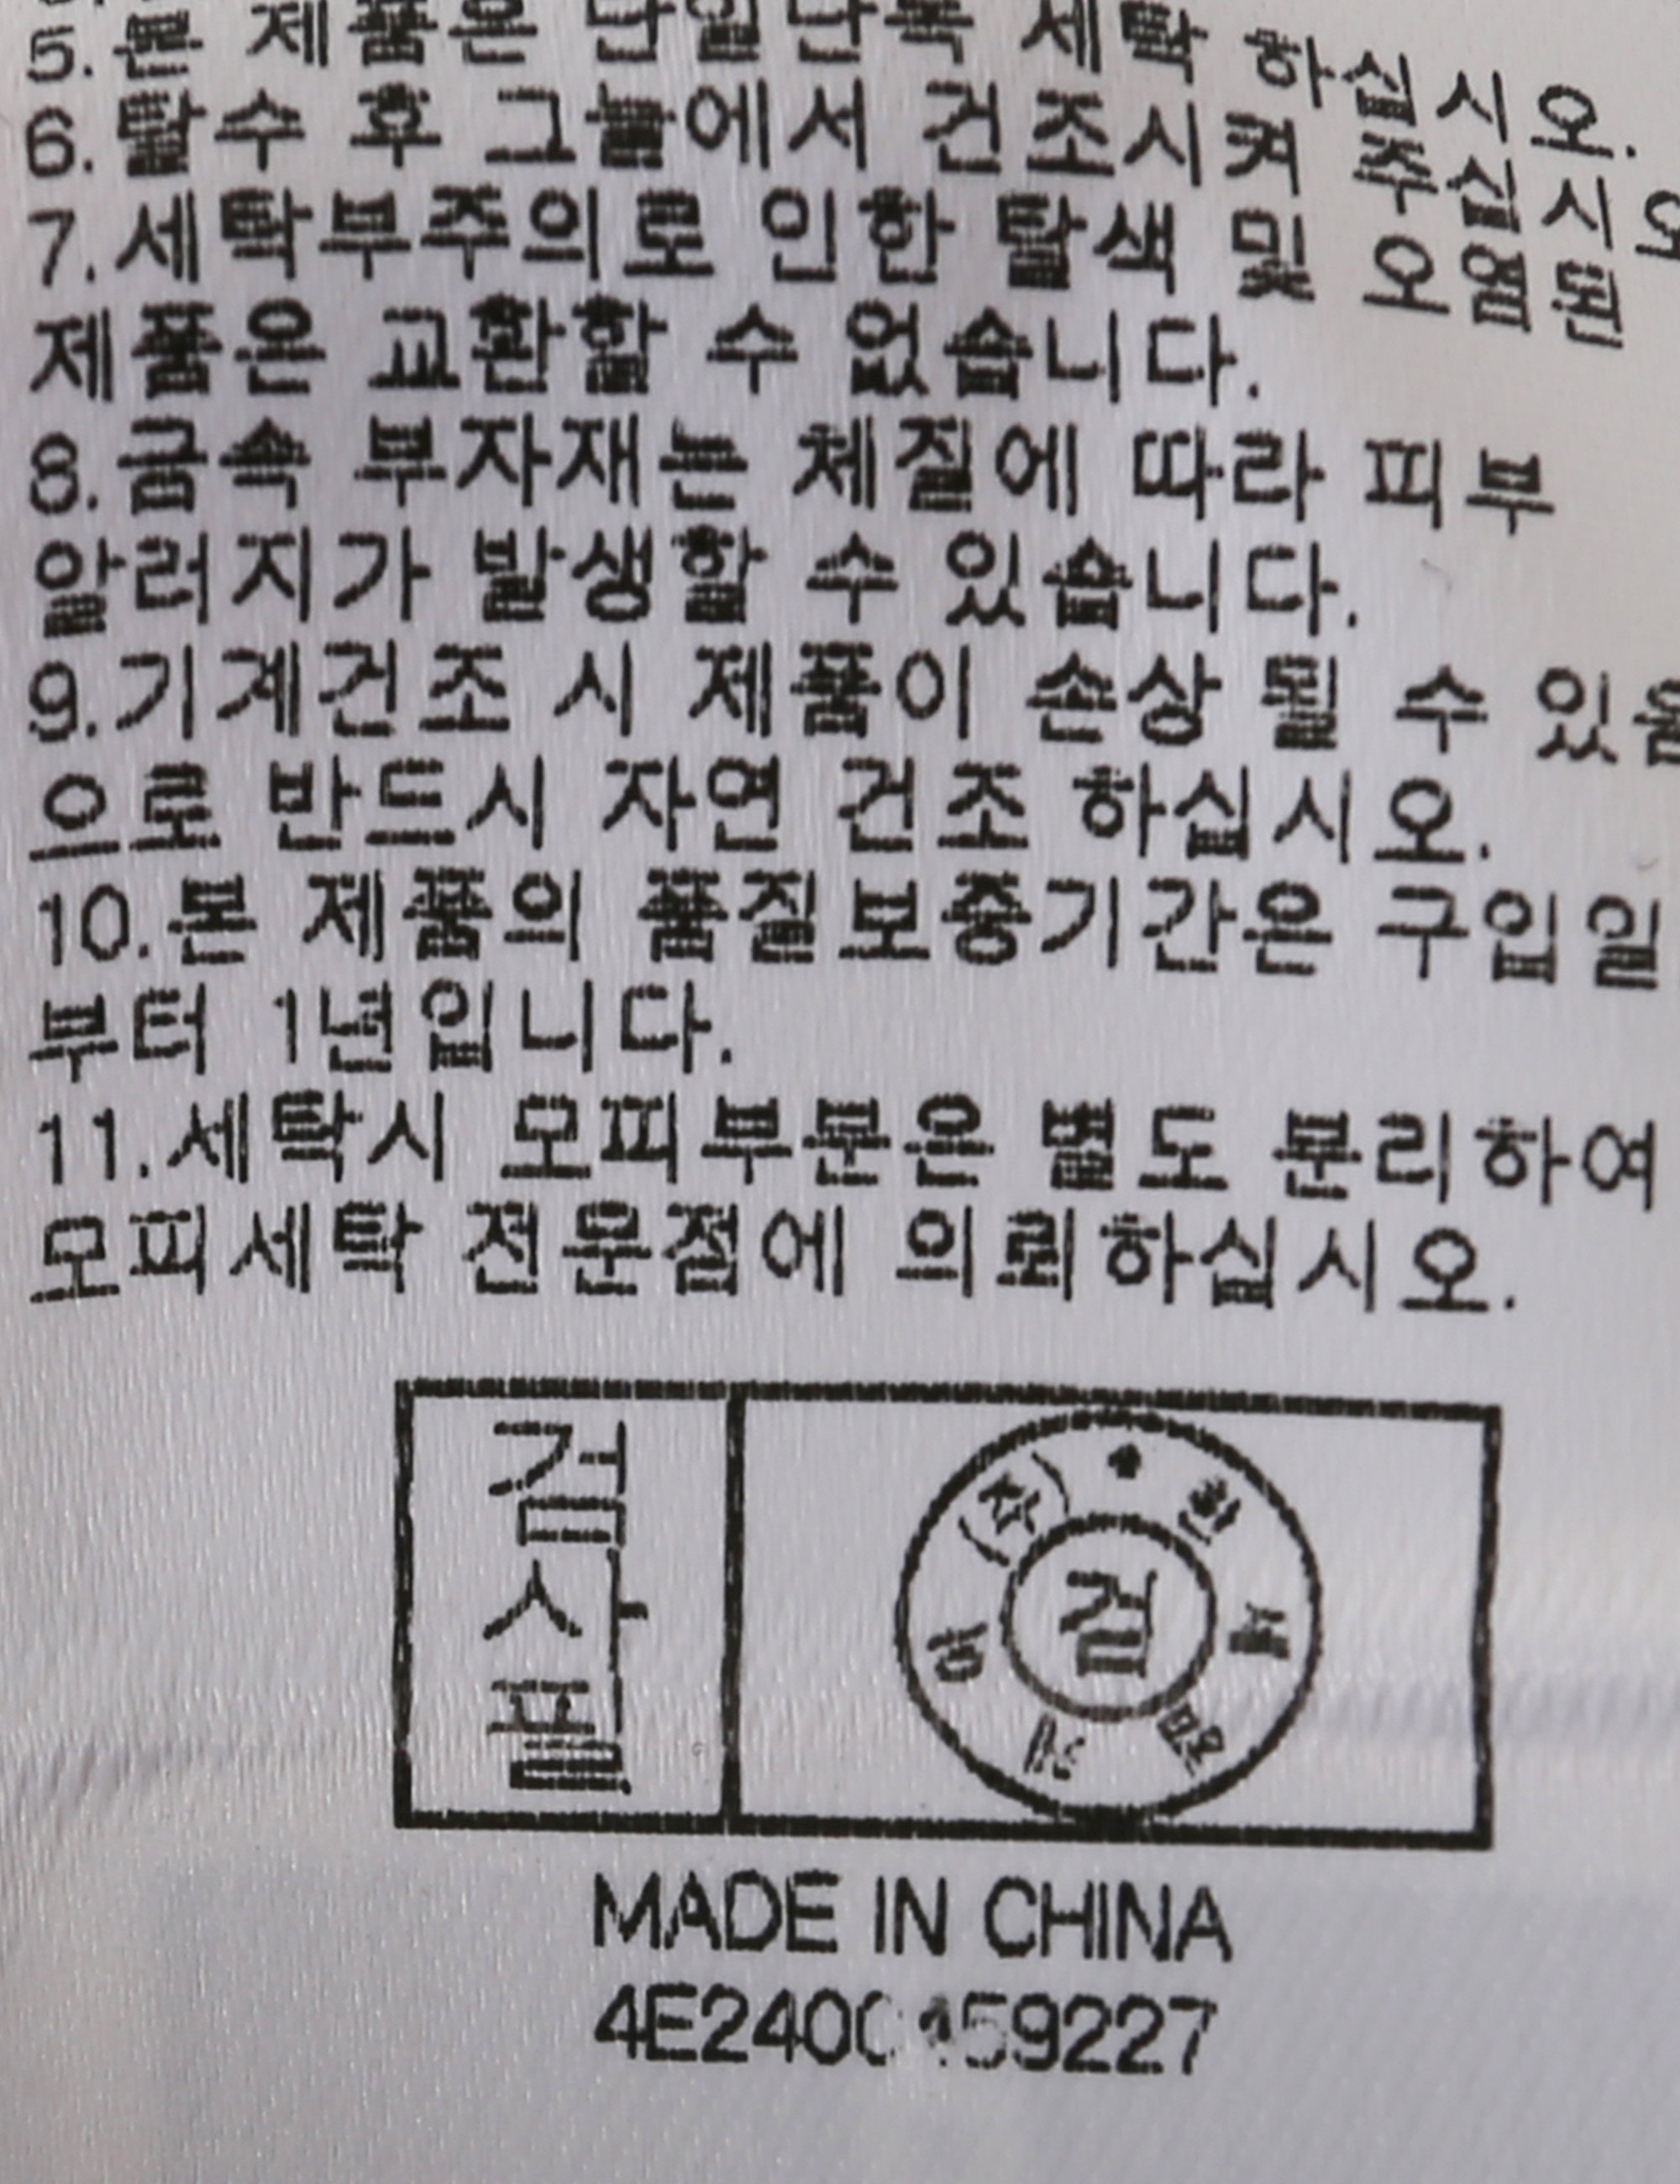 5.본 제품은 단일단독 세탁 하십시오.
6.탈수 후 그늘에서 건조시켜 주십시오
7.세탁부주의로 인한 탈색 및 오염된
제품은 교환할 수 없습니다.
8.금속 부자재는 체질에 따라 피부
알러지가 발생할 수 있습니다.
9.기계건조 시 제품이 손상 될 수 있음
으로 반드시 자연 건조 하십시오.
10.본 제품의 품질보증기간은 구입일
부터 1년입니다.
11.세탁시 모피부분은 별도 분리하여
모피세탁 전문점에 의뢰하십시오.
검사필
(주)
한
검
MADE IN CHINA